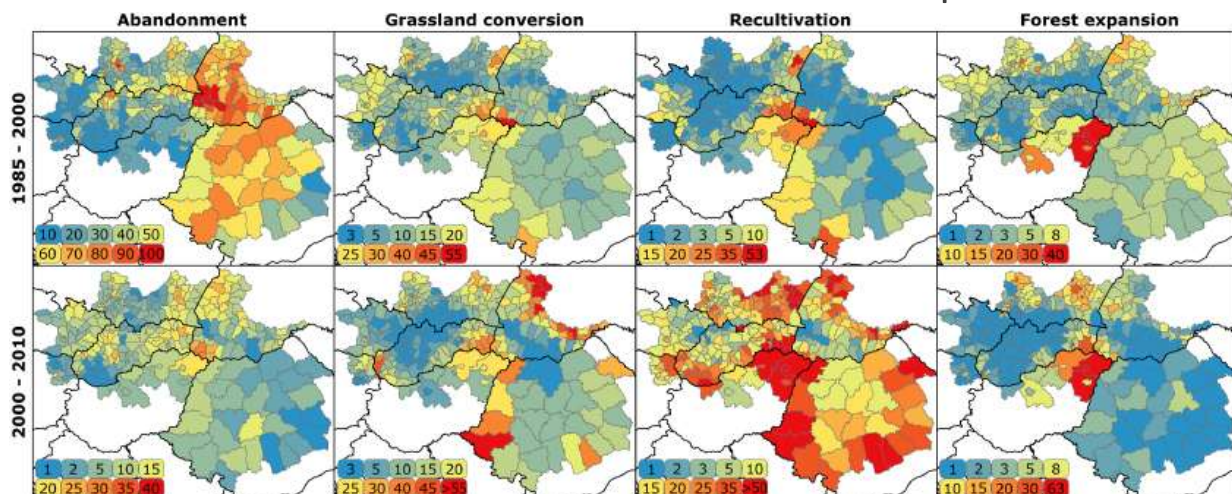 Abandonment Grassland conversion Recultivation Forest expansion
1985 - 2000
10 20 30 40 50 3 5 10 15 20 1 2 3 5 10 1 2 3 5 8
60 70 80 90 100 25 30 40 45 55 15 20 25 35 53 10 15 20 30 40
2000 - 2010
1 2 5 10 15 3 5 10 15 20 1 2 3 5 10 1 2 3 5 8
20 25 30 35 40 25 30 40 45 >55 15 20 25 35 >50 10 15 20 30 63